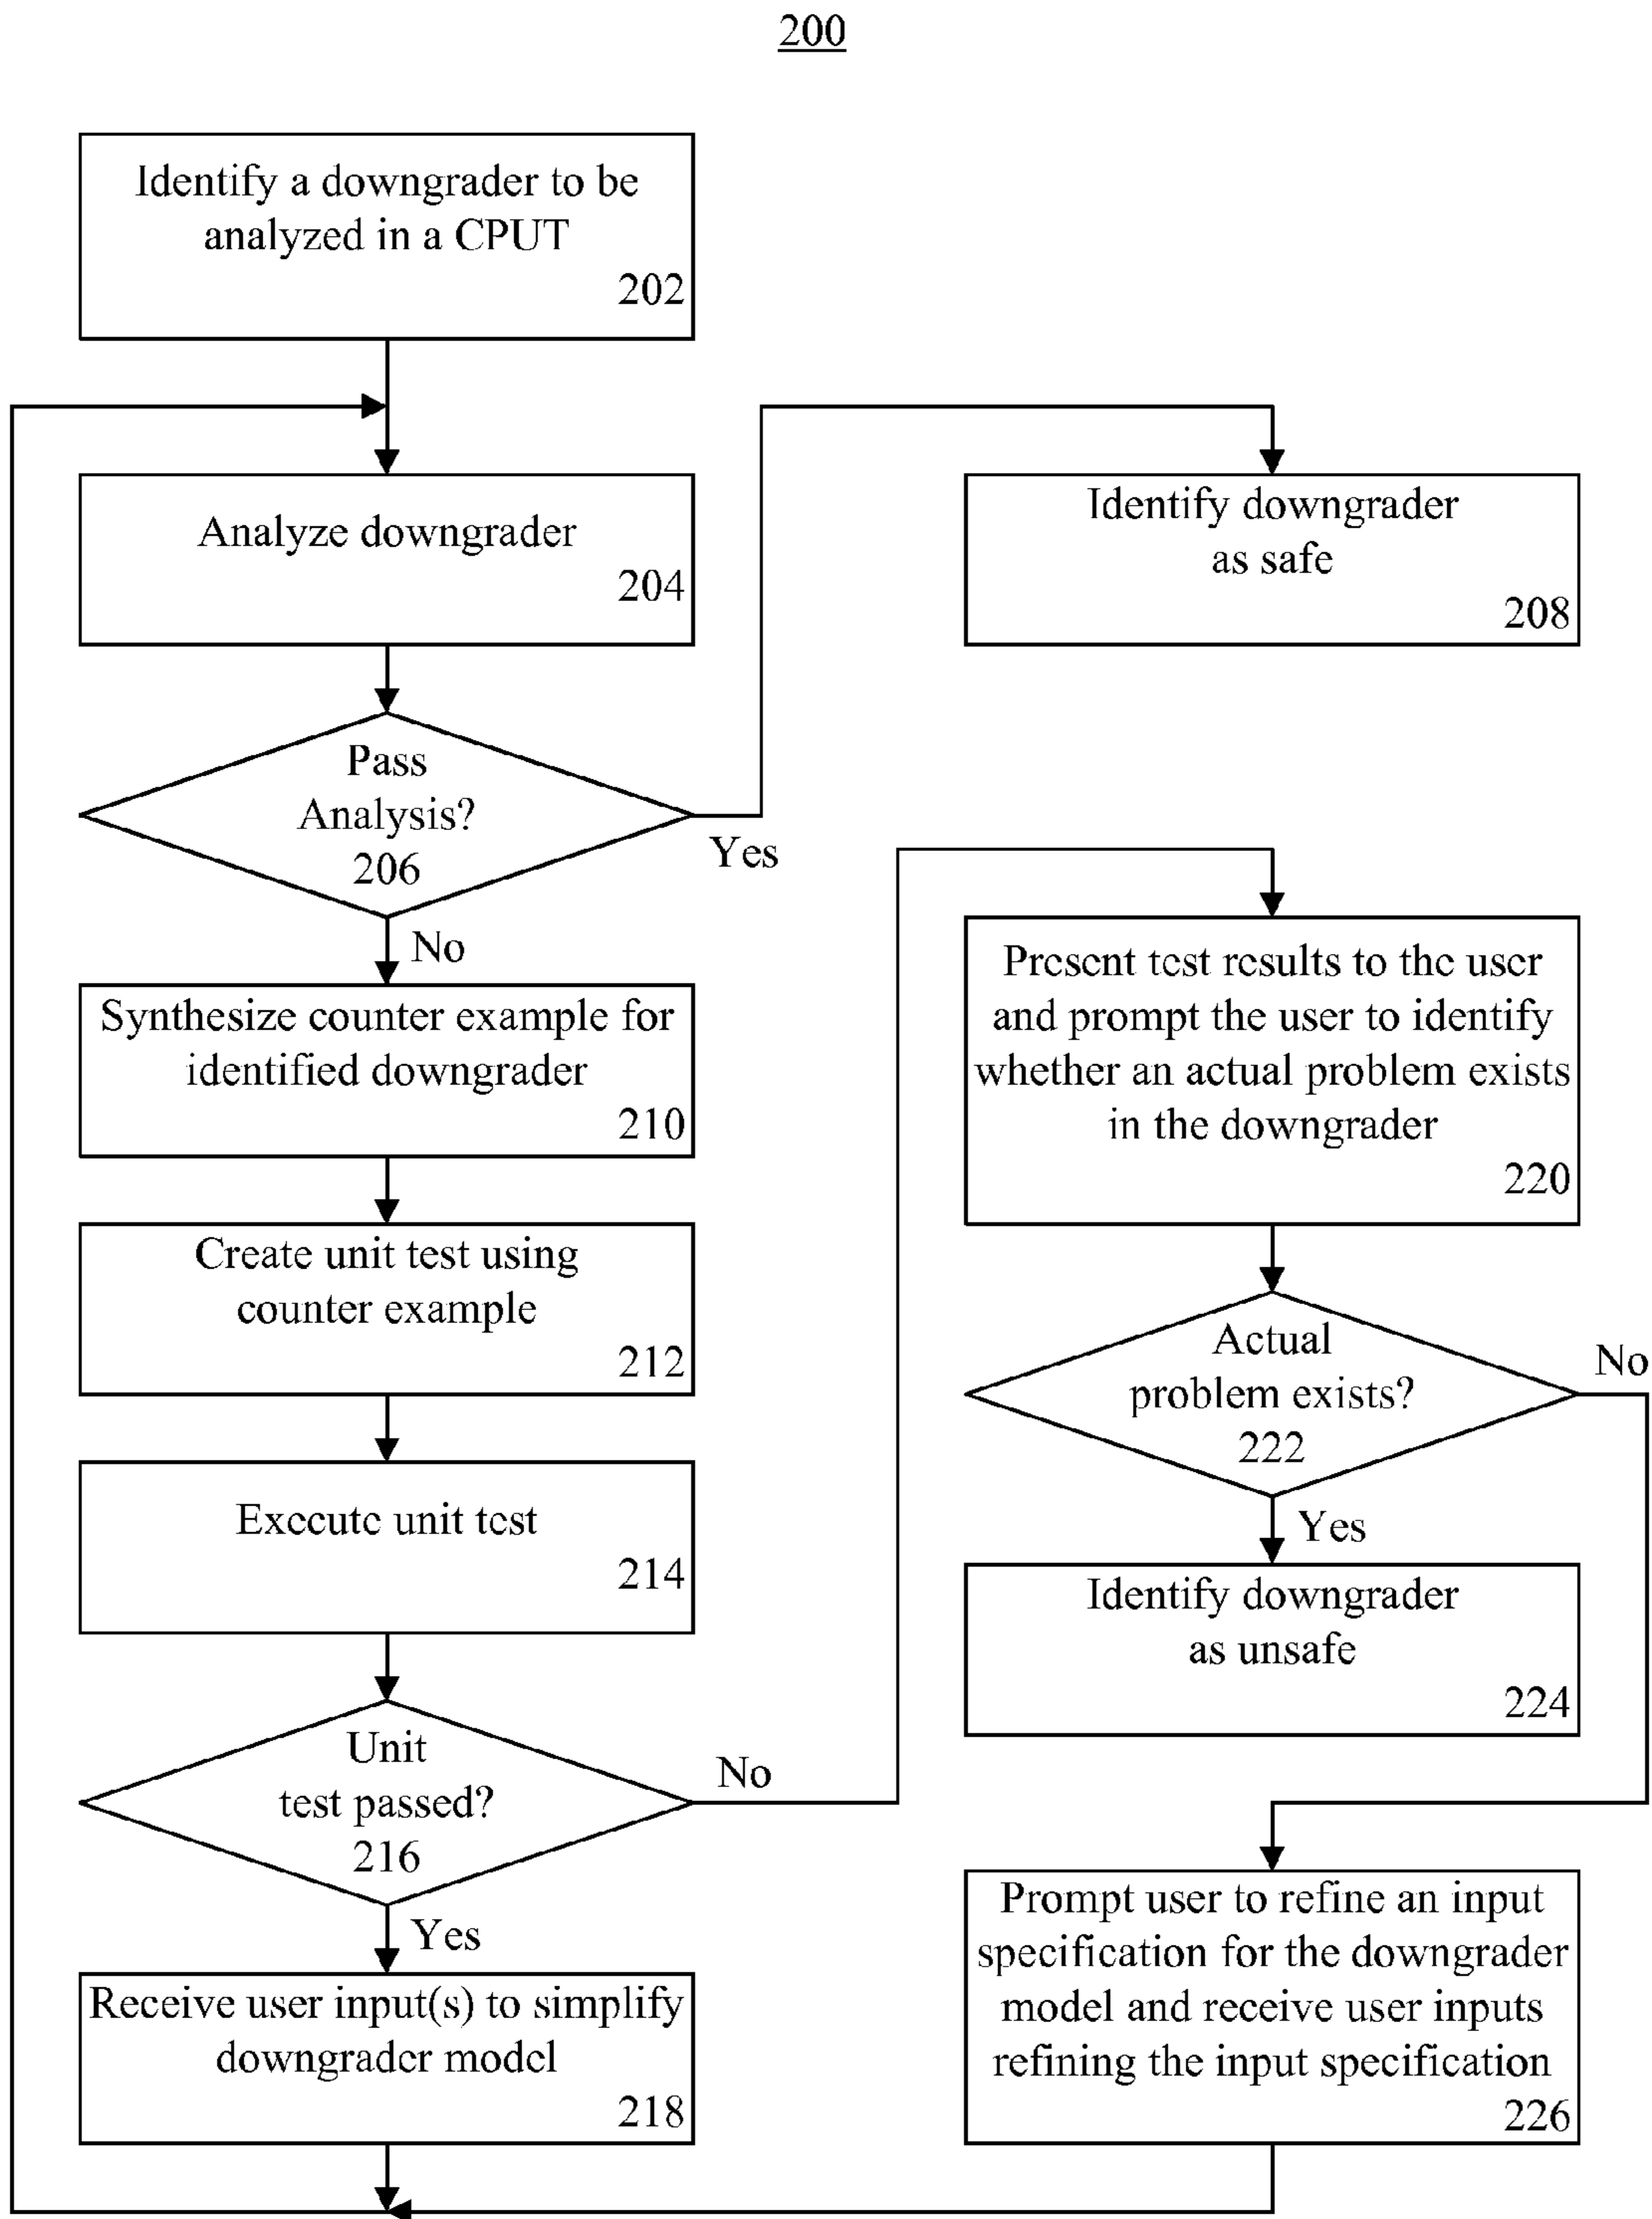 200
Identify a downgrader to be
analyzed in a CPUT
202
Analyze downgrader
204
Pass
Analysis?
206
Yes
No
Identify downgrader
as safe
208
Synthesize counter example for
identified downgrader
210
Create unit test using
counter example
212
Execute unit test
214
Unit
test passed?
216
No
Yes
Receive user input(s) to simplify
downgrader model
218
Present test results to the user
and prompt the user to identify
whether an actual problem exists
in the downgrader
220
Actual
problem exists?
222
No
Yes
Identify downgrader
as unsafe
224
Prompt user to refine an input
specification for the downgrader
model and receive user inputs
refining the input specification
226